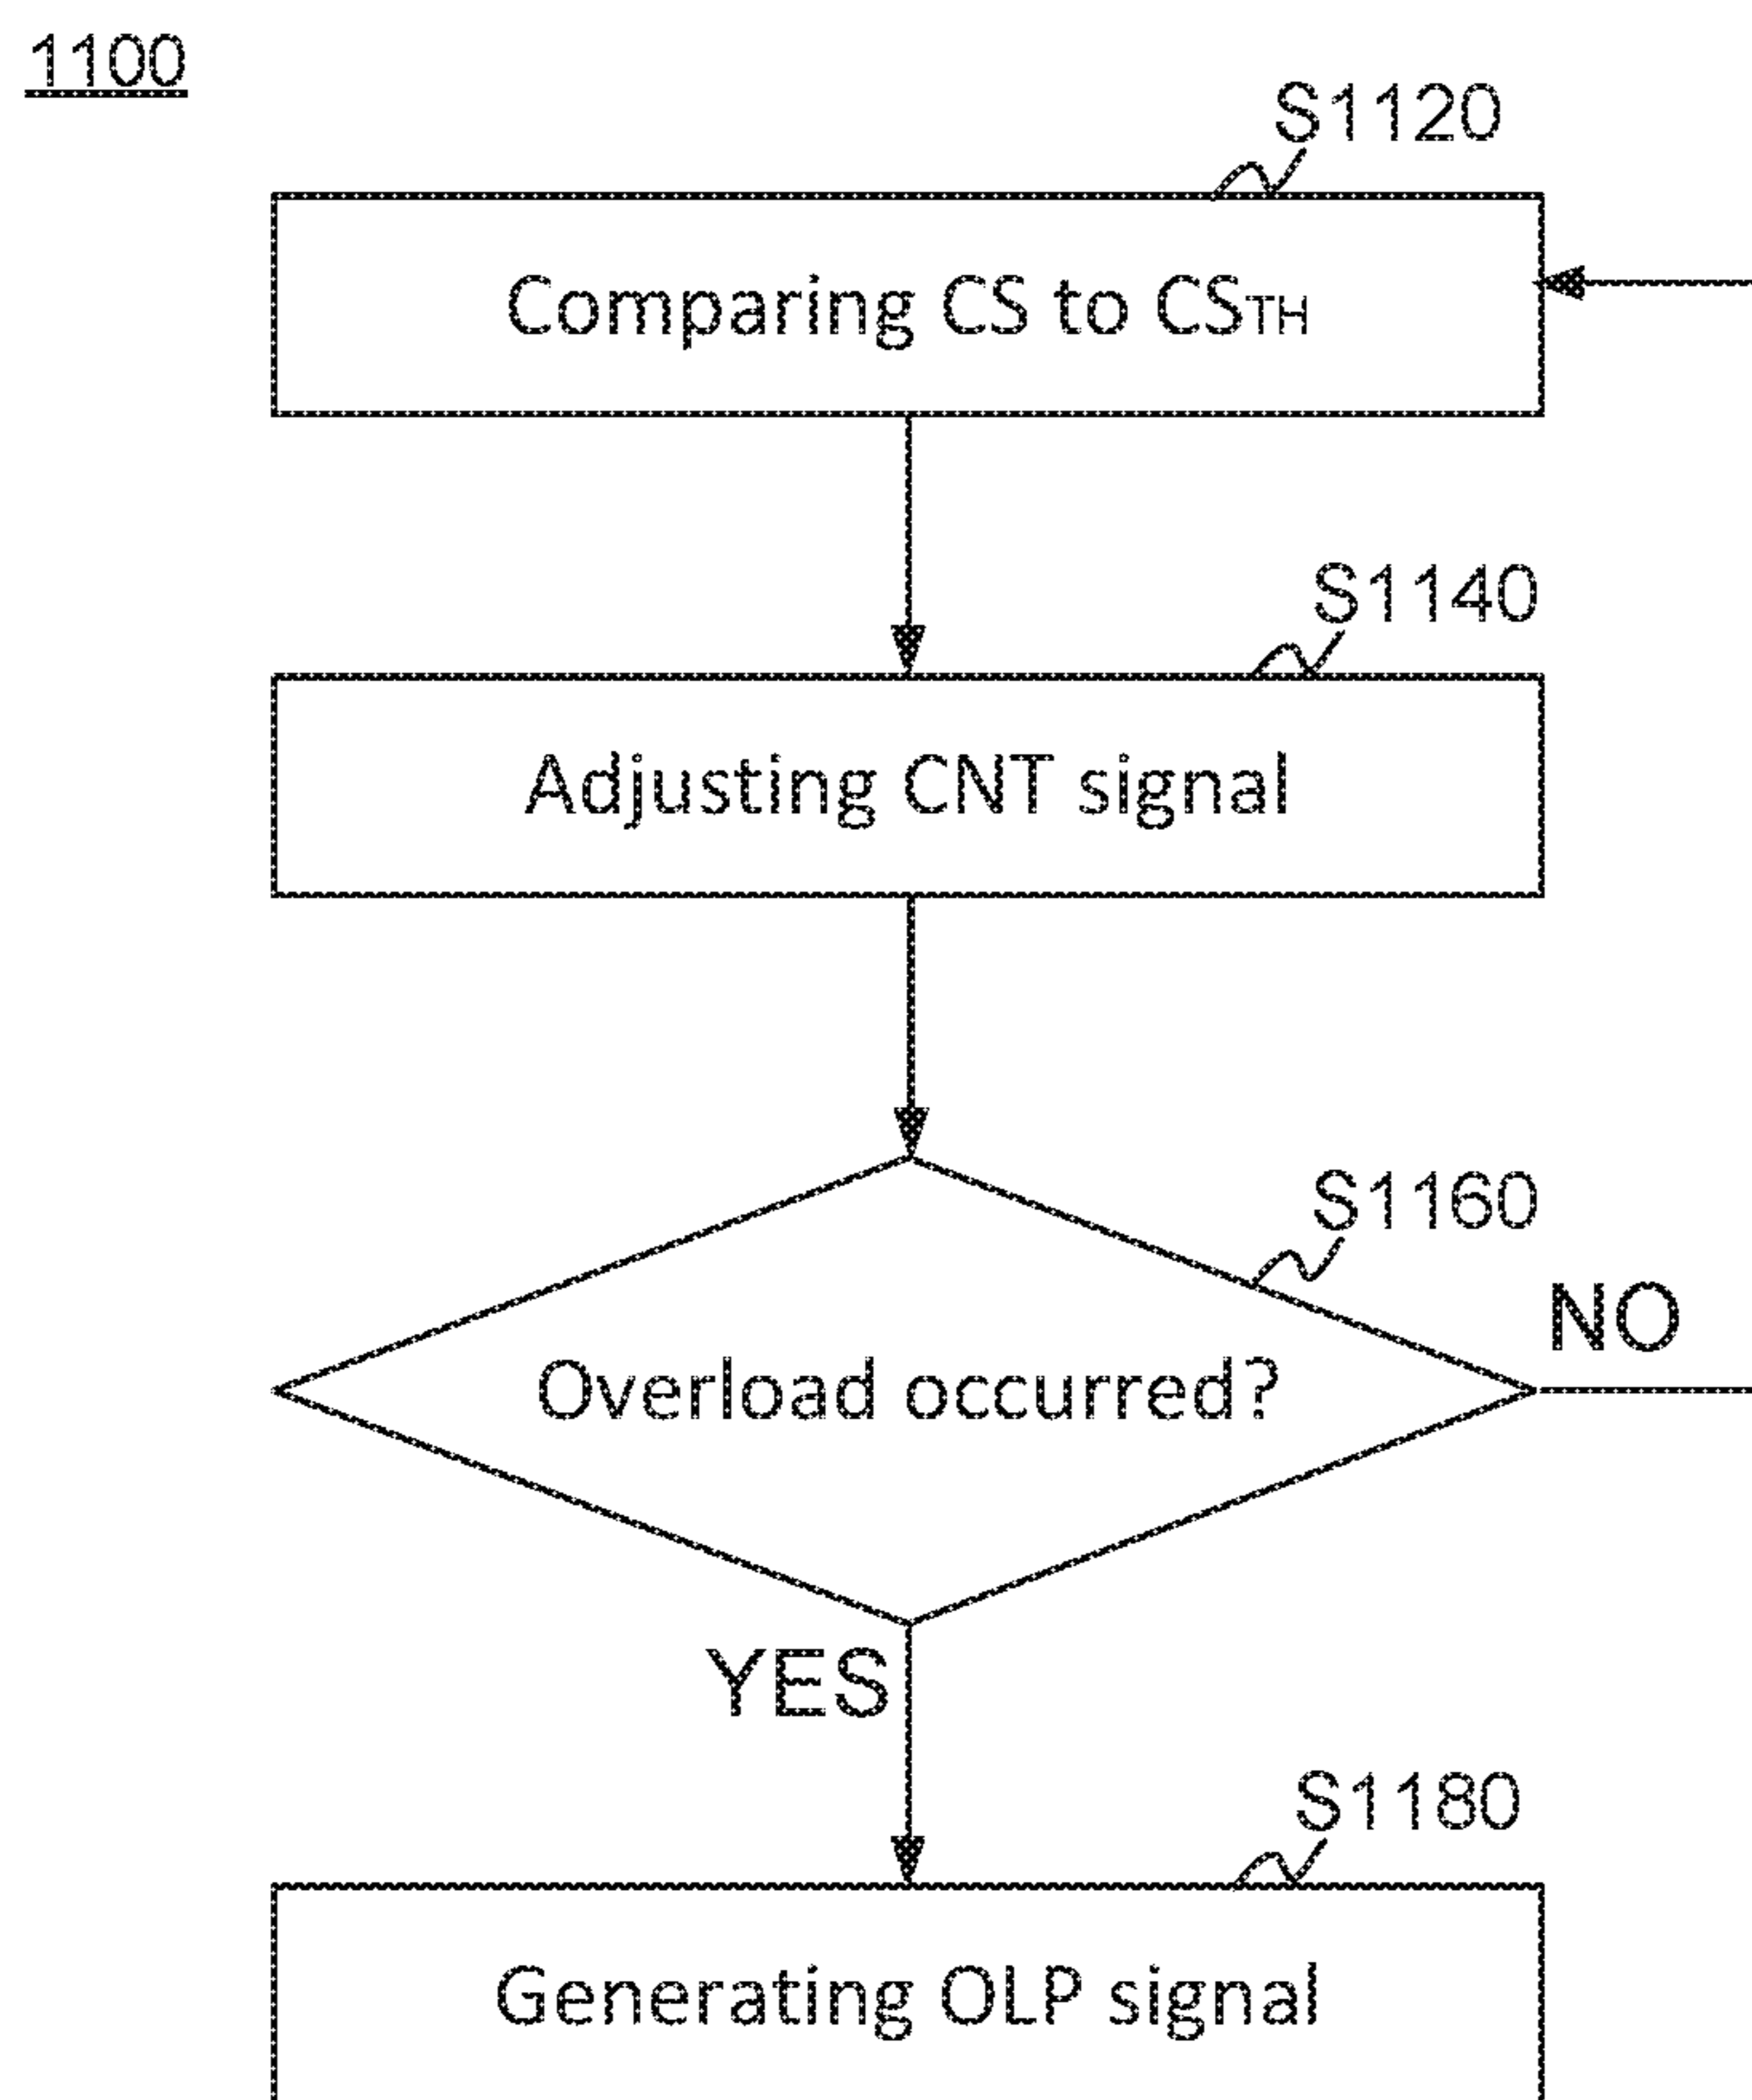 1100
S1120
Comparing CS to CSTH
S1140
Adjusting CNT signal
S1160
NO
Overload occurred?
YES
S1180
Generating OLP signal